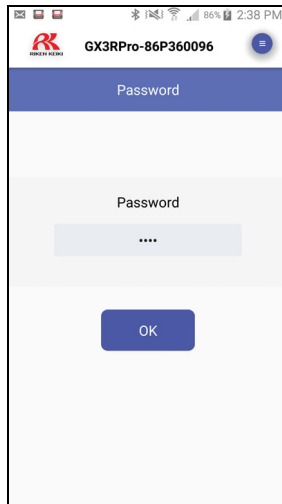 86% 2:38 PM
RIKEN KEIKI
GX3RPro-86P360096
Password
Password
••••
OK